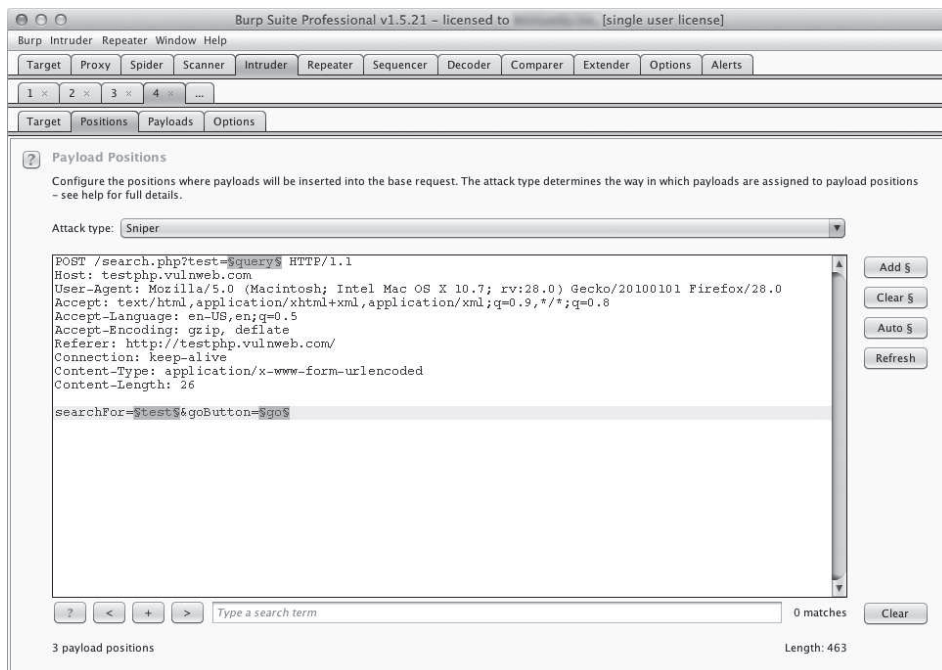 Burp Suite Professional v1.5.21 – licensed to [single user license]
Burp Intruder Repeater Window Help
Target Proxy Spider Scanner Intruder Repeater Sequencer Decoder Comparer Extender Options Alerts
1 × 2 × 3 × 4 × ...
Target Positions Payloads Options
? Payload Positions
Configure the positions where payloads will be inserted into the base request. The attack type determines the way in which payloads are assigned to payload positions
– see help for full details.
Attack type: Sniper
POST /search.php?test=§query§ HTTP/1.1
Host: testphp.vulnweb.com
User-Agent: Mozilla/5.0 (Macintosh; Intel Mac OS X 10.7; rv:28.0) Gecko/20100101 Firefox/28.0
Accept: text/html,application/xhtml+xml,application/xml;q=0.9,*/*;q=0.8
Accept-Language: en-US,en;q=0.5
Accept-Encoding: gzip, deflate
Referer: http://testphp.vulnweb.com/
Connection: keep-alive
Content-Type: application/x-www-form-urlencoded
Content-Length: 26
searchFor=§test§&goButton=§go§
Add §
Clear §
Auto §
Refresh
? < + > Type a search term 0 matches Clear
3 payload positions Length: 463